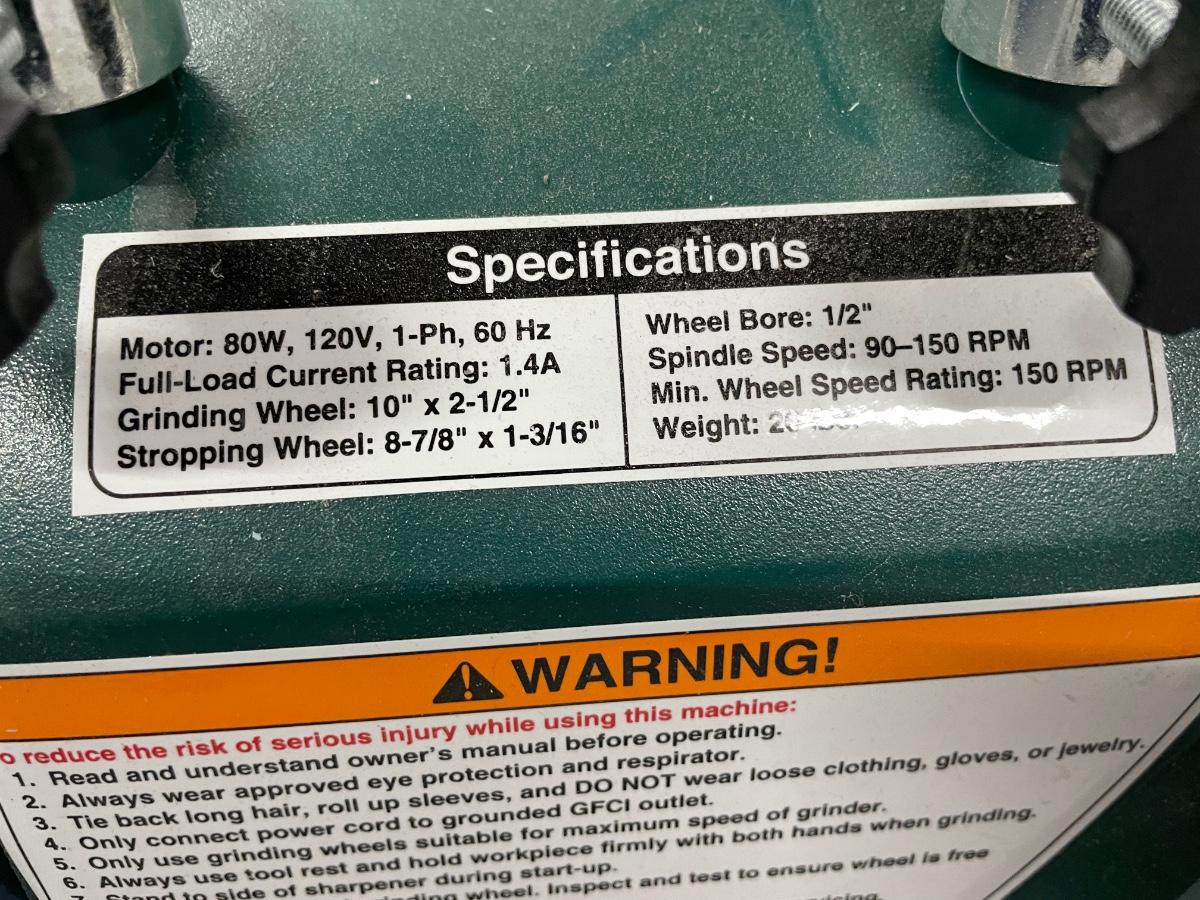 Specifications
Motor: 80W, 120V, 1-Ph, 60 Hz
Full-Load Current Rating: 1.4A
Grinding Wheel: 10" x 2-1/2"
Stropping Wheel: 8-7/8" x 1-3/16"
Wheel Bore: 1/2"
Spindle Speed: 90–150 RPM
Min. Wheel Speed Rating: 150 RPM
Weight:
WARNING!
reduce the risk of serious injury while using this machine:
1. Read and understand owner's manual before operating.
2. Always wear approved eye protection and respirator.
3. Tie back long hair, roll up sleeves, and DO NOT wear loose clothing, gloves, or jewelry.
4. Only connect power cord to grounded GFCI outlet.
5. Only use grinding wheels suitable for maximum speed of grinder.
6. Always use tool rest and hold workpiece firmly with both hands when grinding.
7. Stand to side of sharpener during start-up.
wheel. Inspect and test to ensure wheel is free